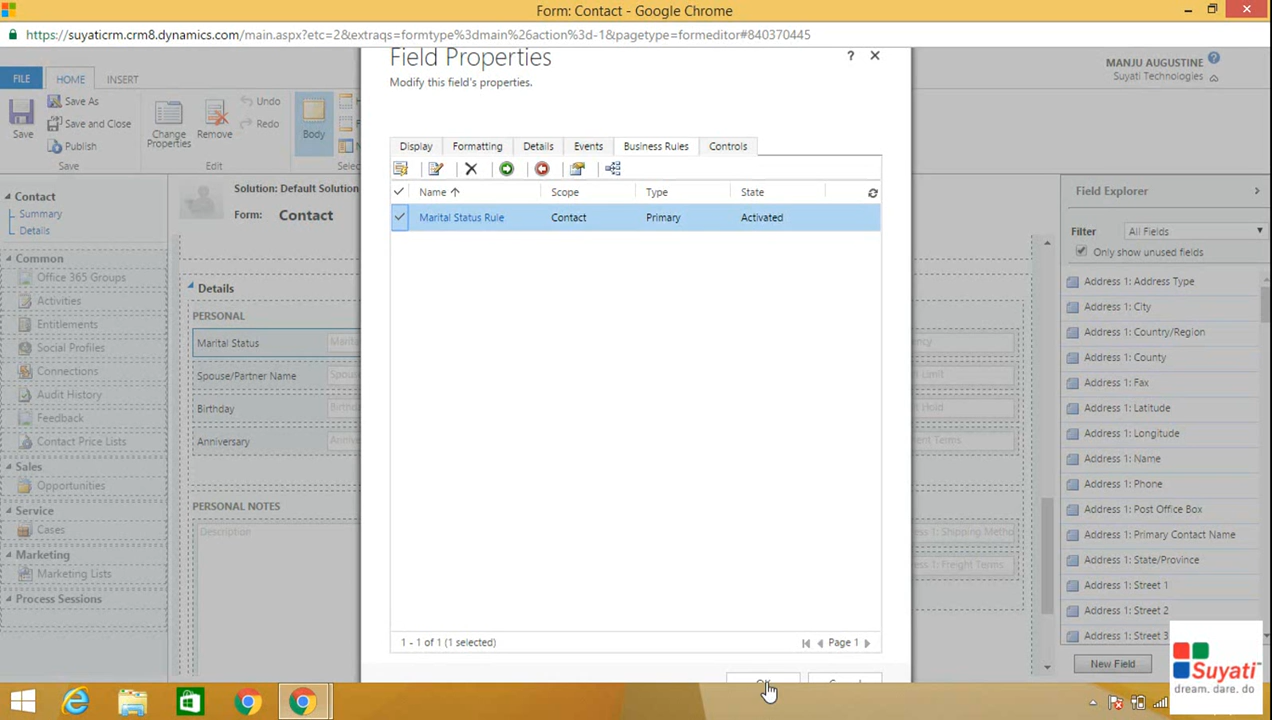 Form: Contact - Google Chrome
https://suyaticrm.crm8.dynamics.com/main.aspx?etc=2&extraqs=formtype%3dmain%26action%3d-1&pagetype=formeditor#840370445
FILE
HOME
INSERT
MANJU AUGUSTINE
Suyati Technologies
Save
Save As
Save and Close
Publish
Save
Change Properties
Remove
Undo
Redo
Edit
Body
Contact
Summary
Details
Common
Office 365 Groups
Activities
Entitlements
Social Profiles
Connections
Audit History
Feedback
Contact Price Lists
Sales
Opportunities
Service
Cases
Marketing
Marketing Lists
Process Sessions
Solution: Default Solution
Form: Contact
Details
PERSONAL
Marital Status
Spouse/Partner Name
Birthday
Anniversary
PERSONAL NOTES
Description
Field Properties
Modify this field's properties.
Display
Formatting
Details
Events
Business Rules
Controls
Name
Scope
Type
State
Marital Status Rule
Contact
Primary
Activated
1 - 1 of 1 (1 selected)
Page 1
Field Explorer
Filter
All Fields
Only show unused fields
Address 1: Address Type
Address 1: City
Address 1: Country/Region
Address 1: County
Address 1: Fax
Address 1: Latitude
Address 1: Longitude
Address 1: Name
Address 1: Phone
Address 1: Post Office Box
Address 1: Primary Contact Name
Address 1: State/Province
Address 1: Street 1
Address 1: Street 2
Address 1: Street 3
New Field
Suyati
dream. dare. do